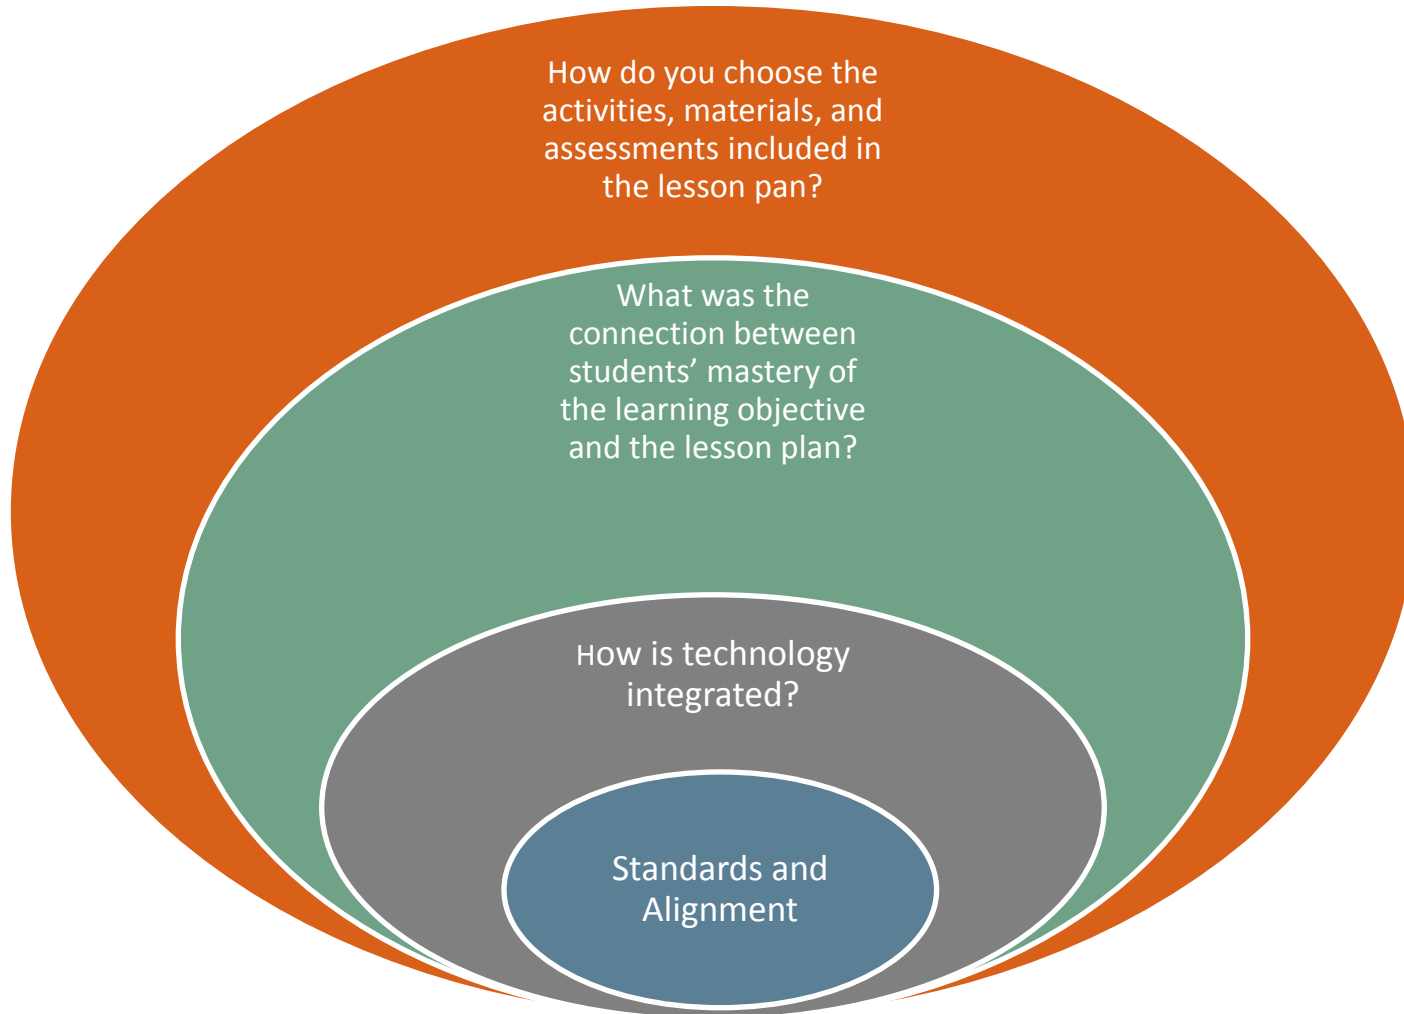 How do you choose the
activities, materials, and
assessments included in
the lesson pan?
What was the
connection between
students’ mastery of
the learning objective
and the lesson plan?
How is technology
integrated?
Standards and
Alignment